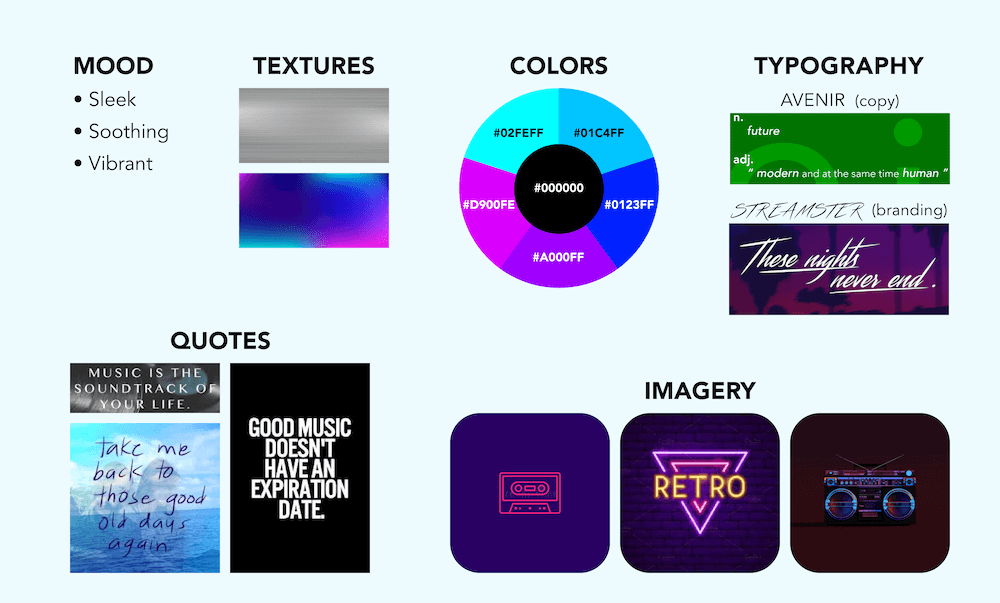 MOOD
• Sleek
• Soothing
• Vibrant
TEXTURES
COLORS
#02FEFF
#01C4FF
#D900FE
#000000
#0123FF
#A000FF
TYPOGRAPHY
AVENIR (copy)
n.
future
adj.
" modern and at the same time human "
STREAMSTER (branding)
These nights
never end.
QUOTES
MUSIC IS THE
SOUNDTRACK OF
YOUR LIFE.
take me
back to
those good
old days
again
GOOD MUSIC
DOESN'T
HAVE AN
EXPIRATION
DATE.
IMAGERY
RETRO